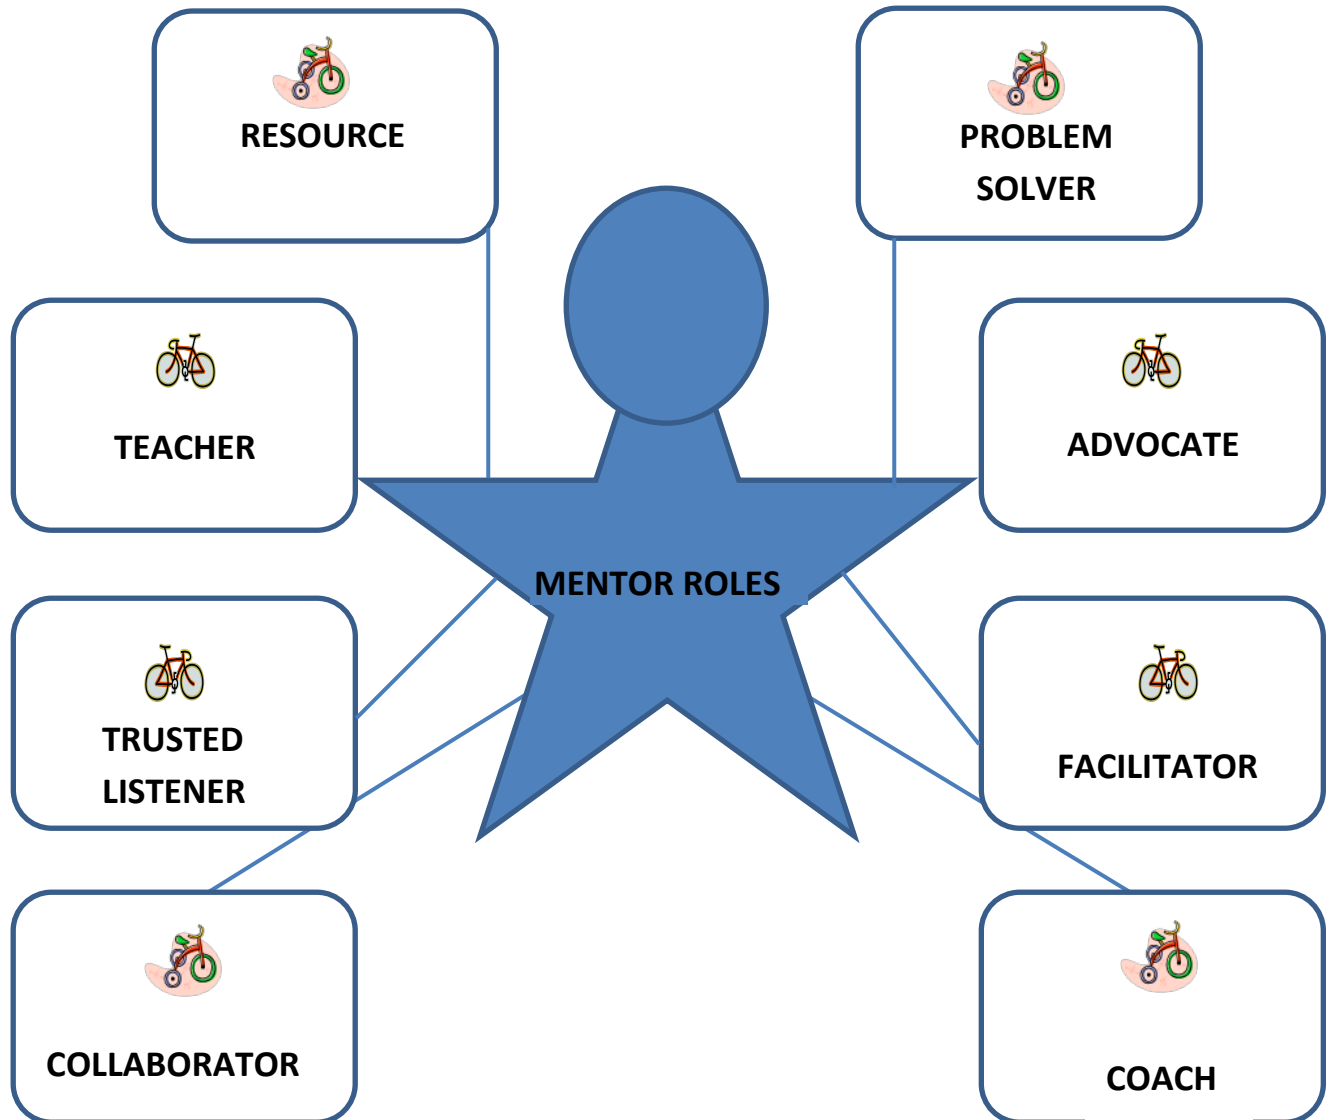 RESOURCE
PROBLEM
SOLVER
TEACHER
ADVOCATE
MENTOR ROLES
TRUSTED
LISTENER
FACILITATOR
COLLABORATOR
COACH